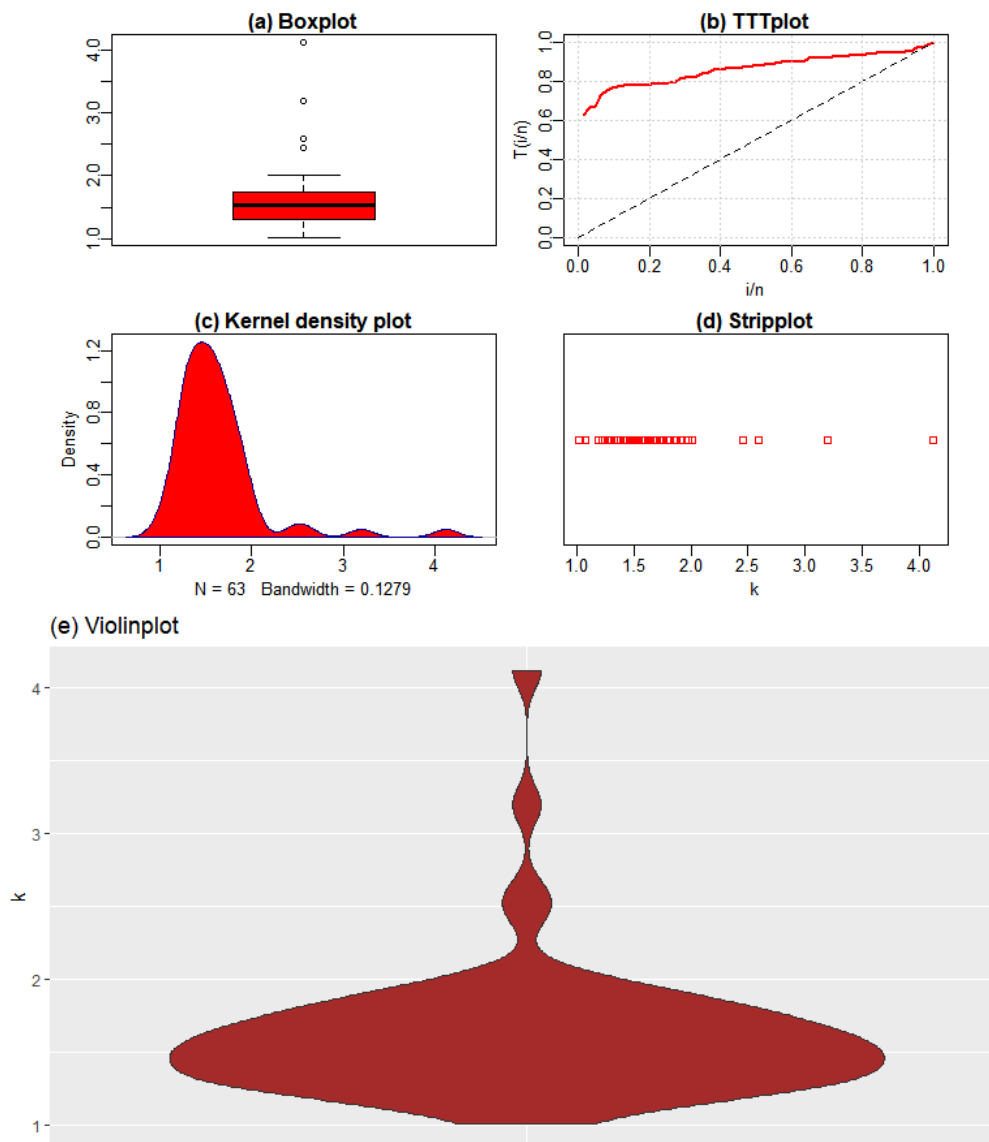 (a) Boxplot
4.0
3.0
2.0
1.0
(b) TTTplot
1.0
0.8
0.6
0.4
0.2
0.0
T(i/n)
0.0 0.2 0.4 0.6 0.8 1.0
i/n
(c) Kernel density plot
1.2
0.8
0.4
0.0
Density
1 2 3 4
N = 63 Bandwidth = 0.1279
(d) Stripplot
1.0 1.5 2.0 2.5 3.0 3.5 4.0
k
(e) Violinplot
4
3
2
1
k